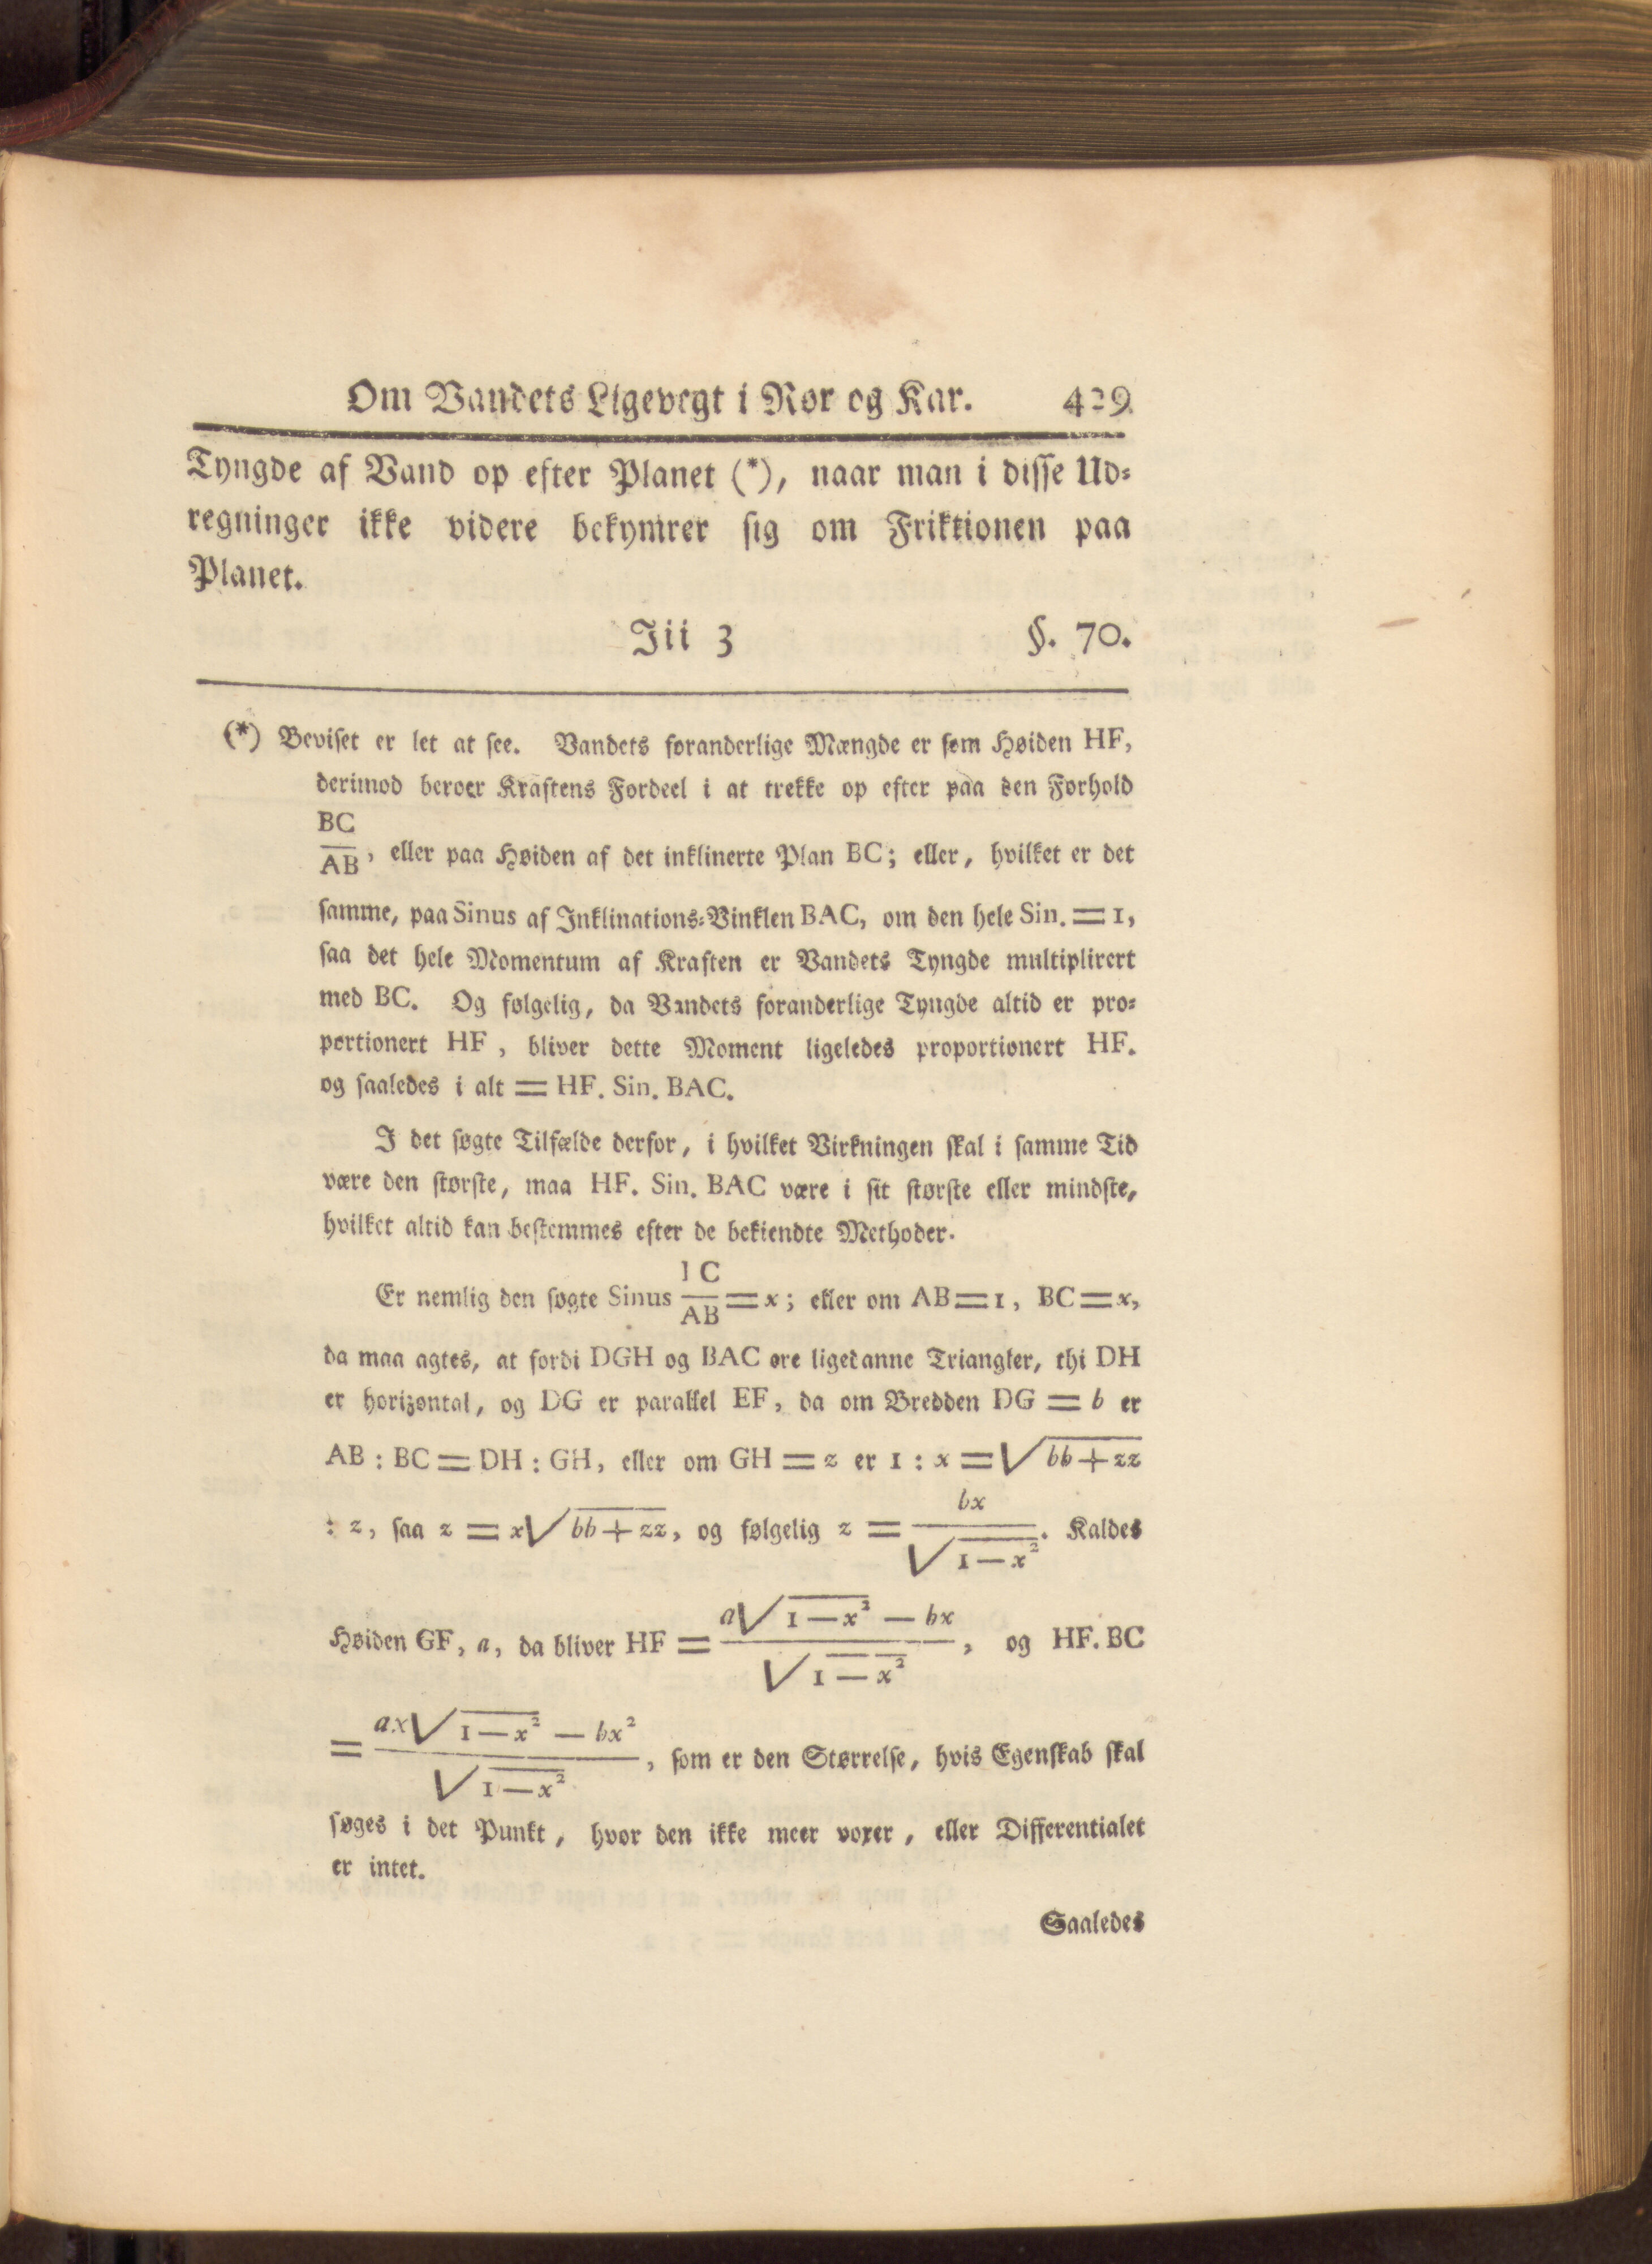 Om Vandets Ligevegt i Rør og Kar. 429
Tyngde af Vand op efter Planet (*), naar man i disse Ud=
regninger ikke videre bekymrer sig om Friktionen paa
Planet.
Jii 3 §. 70.
(*) Beviset er let at see. Vandets foranderlige Mængde er som Høiden HF,
derimod beroer Kraftens Fordeel i at trekke op efter paa den Forhold
BC/AB, eller paa Høiden af det inklinerte Plan BC; eller, hvilket er det
samme, paa Sinus af Inklinations=Vinklen BAC, om den hele Sin. = 1,
saa det hele Momentum af Kraften er Vandets Tyngde multiplirert
med BC. Og følgelig, da Vandets foranderlige Tyngde altid er pro=
portionert HF, bliver dette Moment ligeledes proportionert HF.
og saaledes i alt = HF. Sin. BAC.
I det søgte Tilfælde derfor, i hvilket Virkningen skal i samme Tid
være den største, maa HF. Sin. BAC være i sit største eller mindste,
hvilket altid kan bestemmes efter de bekiendte Methoder.
Er nemlig den søgte Sinus BC/AB = x; eller om AB = 1, BC = x,
da maa agtes, at fordi DGH og BAC ere ligedanne Triangler, thi DH
er horizontal, og DG er parallel EF, da om Bredden DG = b er
AB : BC = DH : GH, eller om GH = z er 1 : x = √(bb + zz)
: z, saa z = x√(bb + zz), og følgelig z = bx/√(1 — x²). Kaldes
Høiden GF, a, da bliver HF = (a√(1 — x²) — bx)/√(1 — x²), og HF. BC
= (ax√(1 — x²) — bx²)/√(1 — x²), som er den Størrelse, hvis Egenskab skal
søges i det Punkt, hvor den ikke meer voxer, eller Differentialet
er intet.
Saaledes